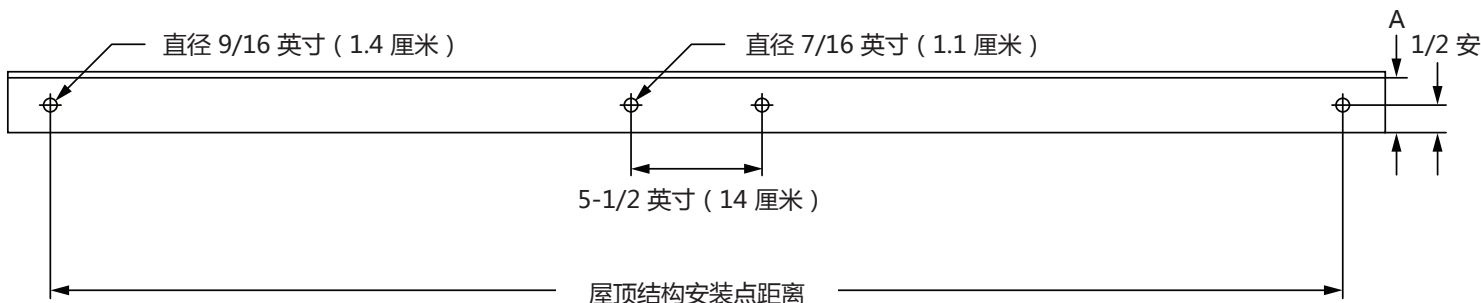 直径 9/16 英寸（1.4 厘米）
直径 7/16 英寸（1.1 厘米）
A
1/2 安
5-1/2 英寸（14 厘米）
屋顶结构安装点距离